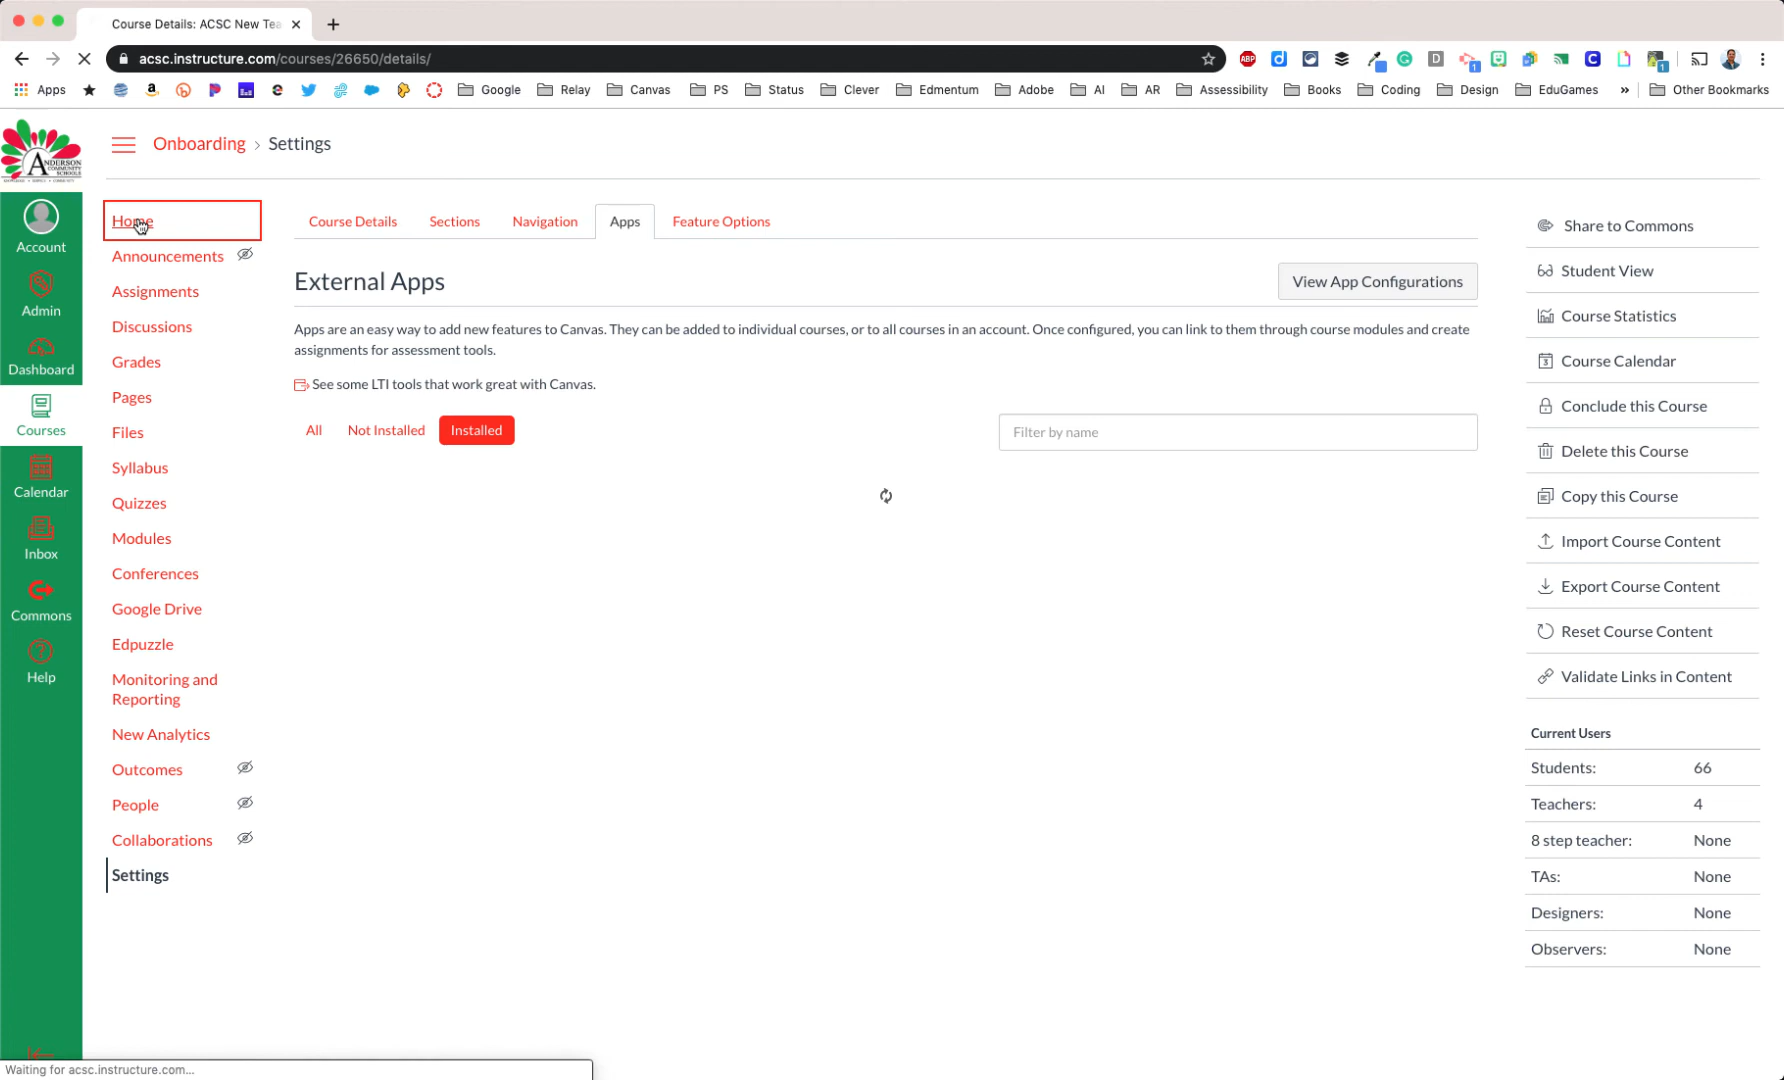 Course Details: ACSC New Tea
acsc.instructure.com/courses/26650/details/
ABP
Apps
Google
Relay
Canvas
PS
Status
Clever
Edmentum
Adobe
AI
AR
Assessibility
Books
Coding
Design
EduGames
»
Other Bookmarks
ANDERSON
COMMUNITY
SCHOOLS
Onboarding > Settings
Account
Admin
Dashboard
Courses
Calendar
Inbox
Commons
Help
Home
Announcements
Assignments
Discussions
Grades
Pages
Files
Syllabus
Quizzes
Modules
Conferences
Google Drive
Edpuzzle
Monitoring and
Reporting
New Analytics
Outcomes
People
Collaborations
Settings
Course Details
Sections
Navigation
Apps
Feature Options
External Apps
View App Configurations
Apps are an easy way to add new features to Canvas. They can be added to individual courses, or to all courses in an account. Once configured, you can link to them through course modules and create
assignments for assessment tools.
See some LTI tools that work great with Canvas.
All
Not Installed
Installed
Filter by name
Share to Commons
Student View
Course Statistics
Course Calendar
Conclude this Course
Delete this Course
Copy this Course
Import Course Content
Export Course Content
Reset Course Content
Validate Links in Content
Current Users
Students: 66
Teachers: 4
8 step teacher: None
TAs: None
Designers: None
Observers: None
Waiting for acsc.instructure.com...